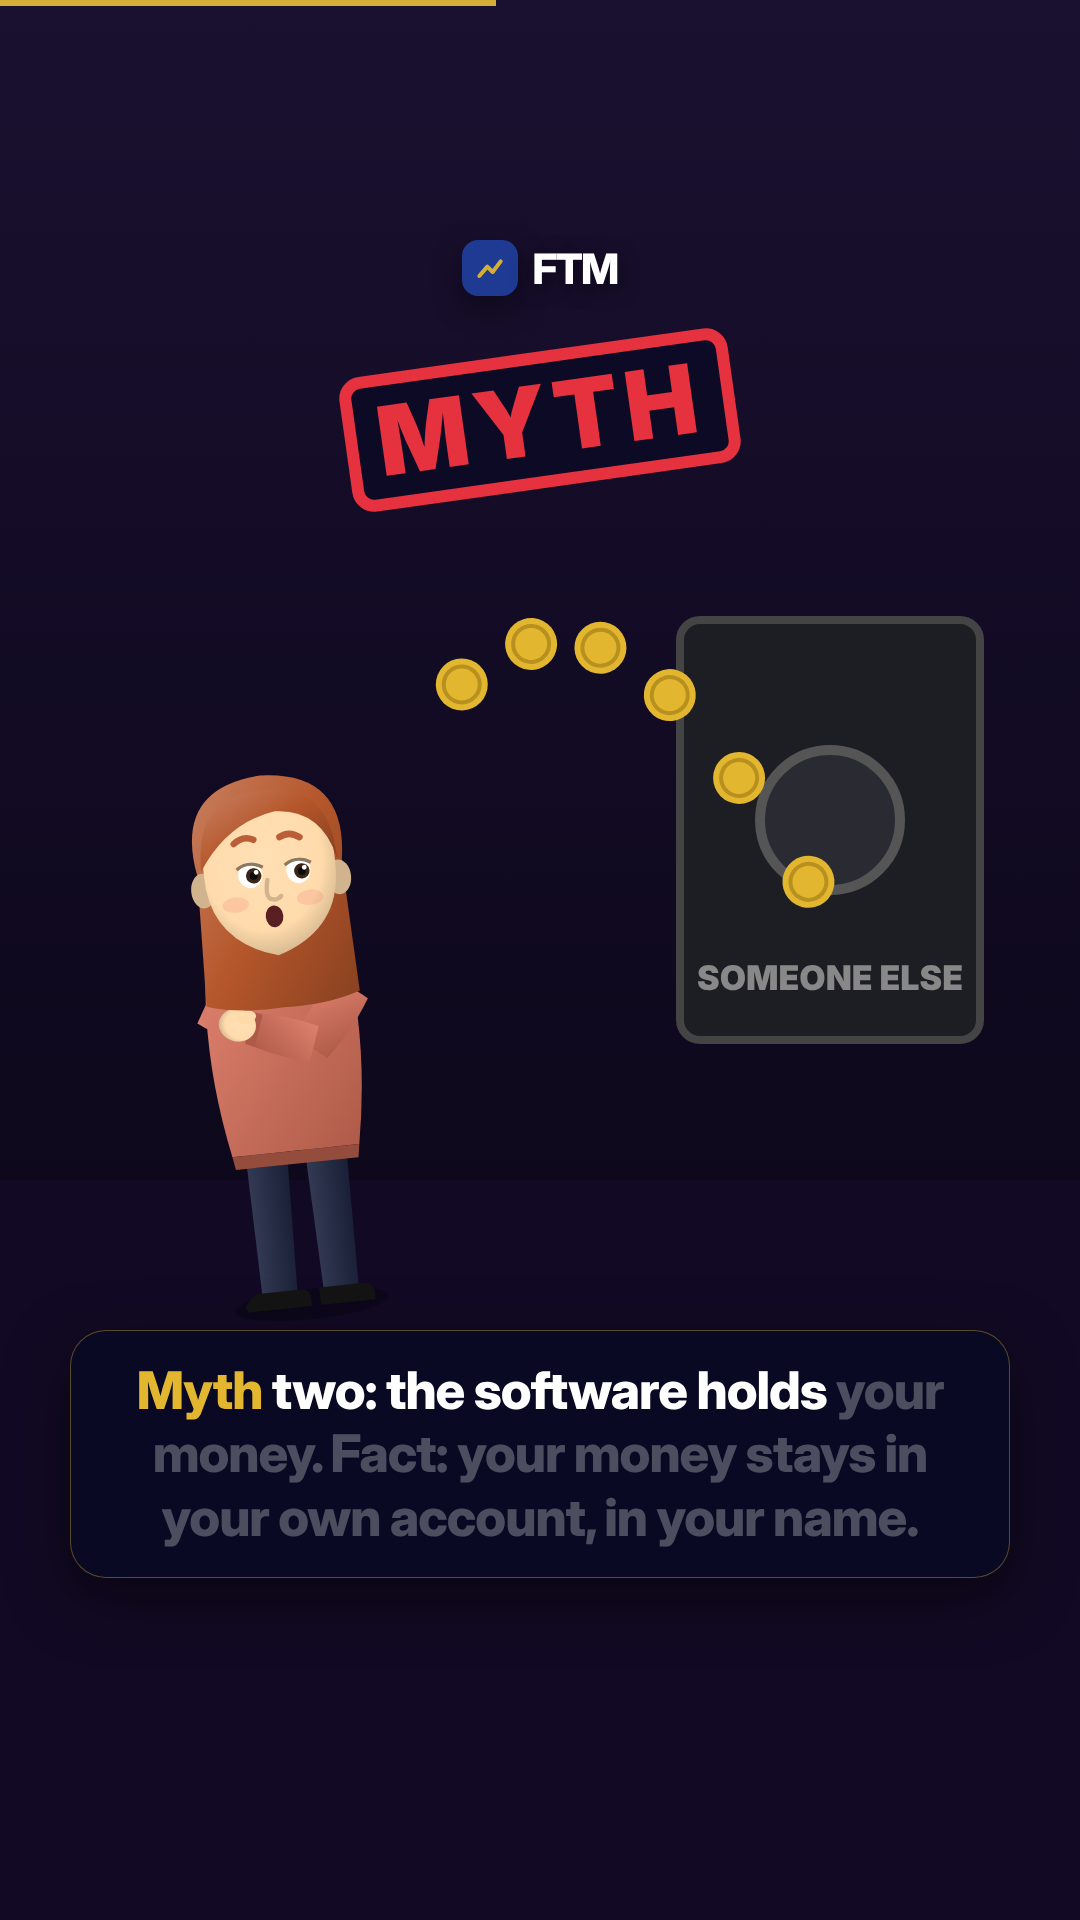 FTM
MYTH
SOMEONE ELSE
Myth two: the software holds your
money. Fact: your money stays in
your own account, in your name.